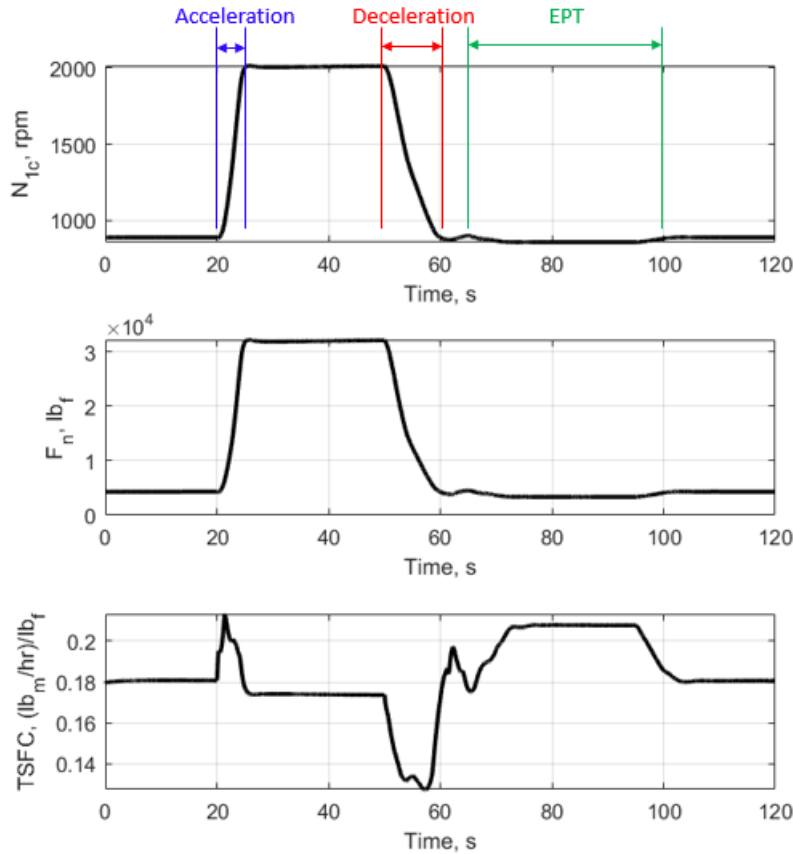 Acceleration Deceleration EPT
2000
1500
1000
N1c, rpm
0 20 40 60 80 100 120
Time, s
×10^4
3
2
1
0
Fn, lbf
0 20 40 60 80 100 120
Time, s
0.2
0.18
0.16
0.14
TSFC, (lbm/hr)/lbf
0 20 40 60 80 100 120
Time, s